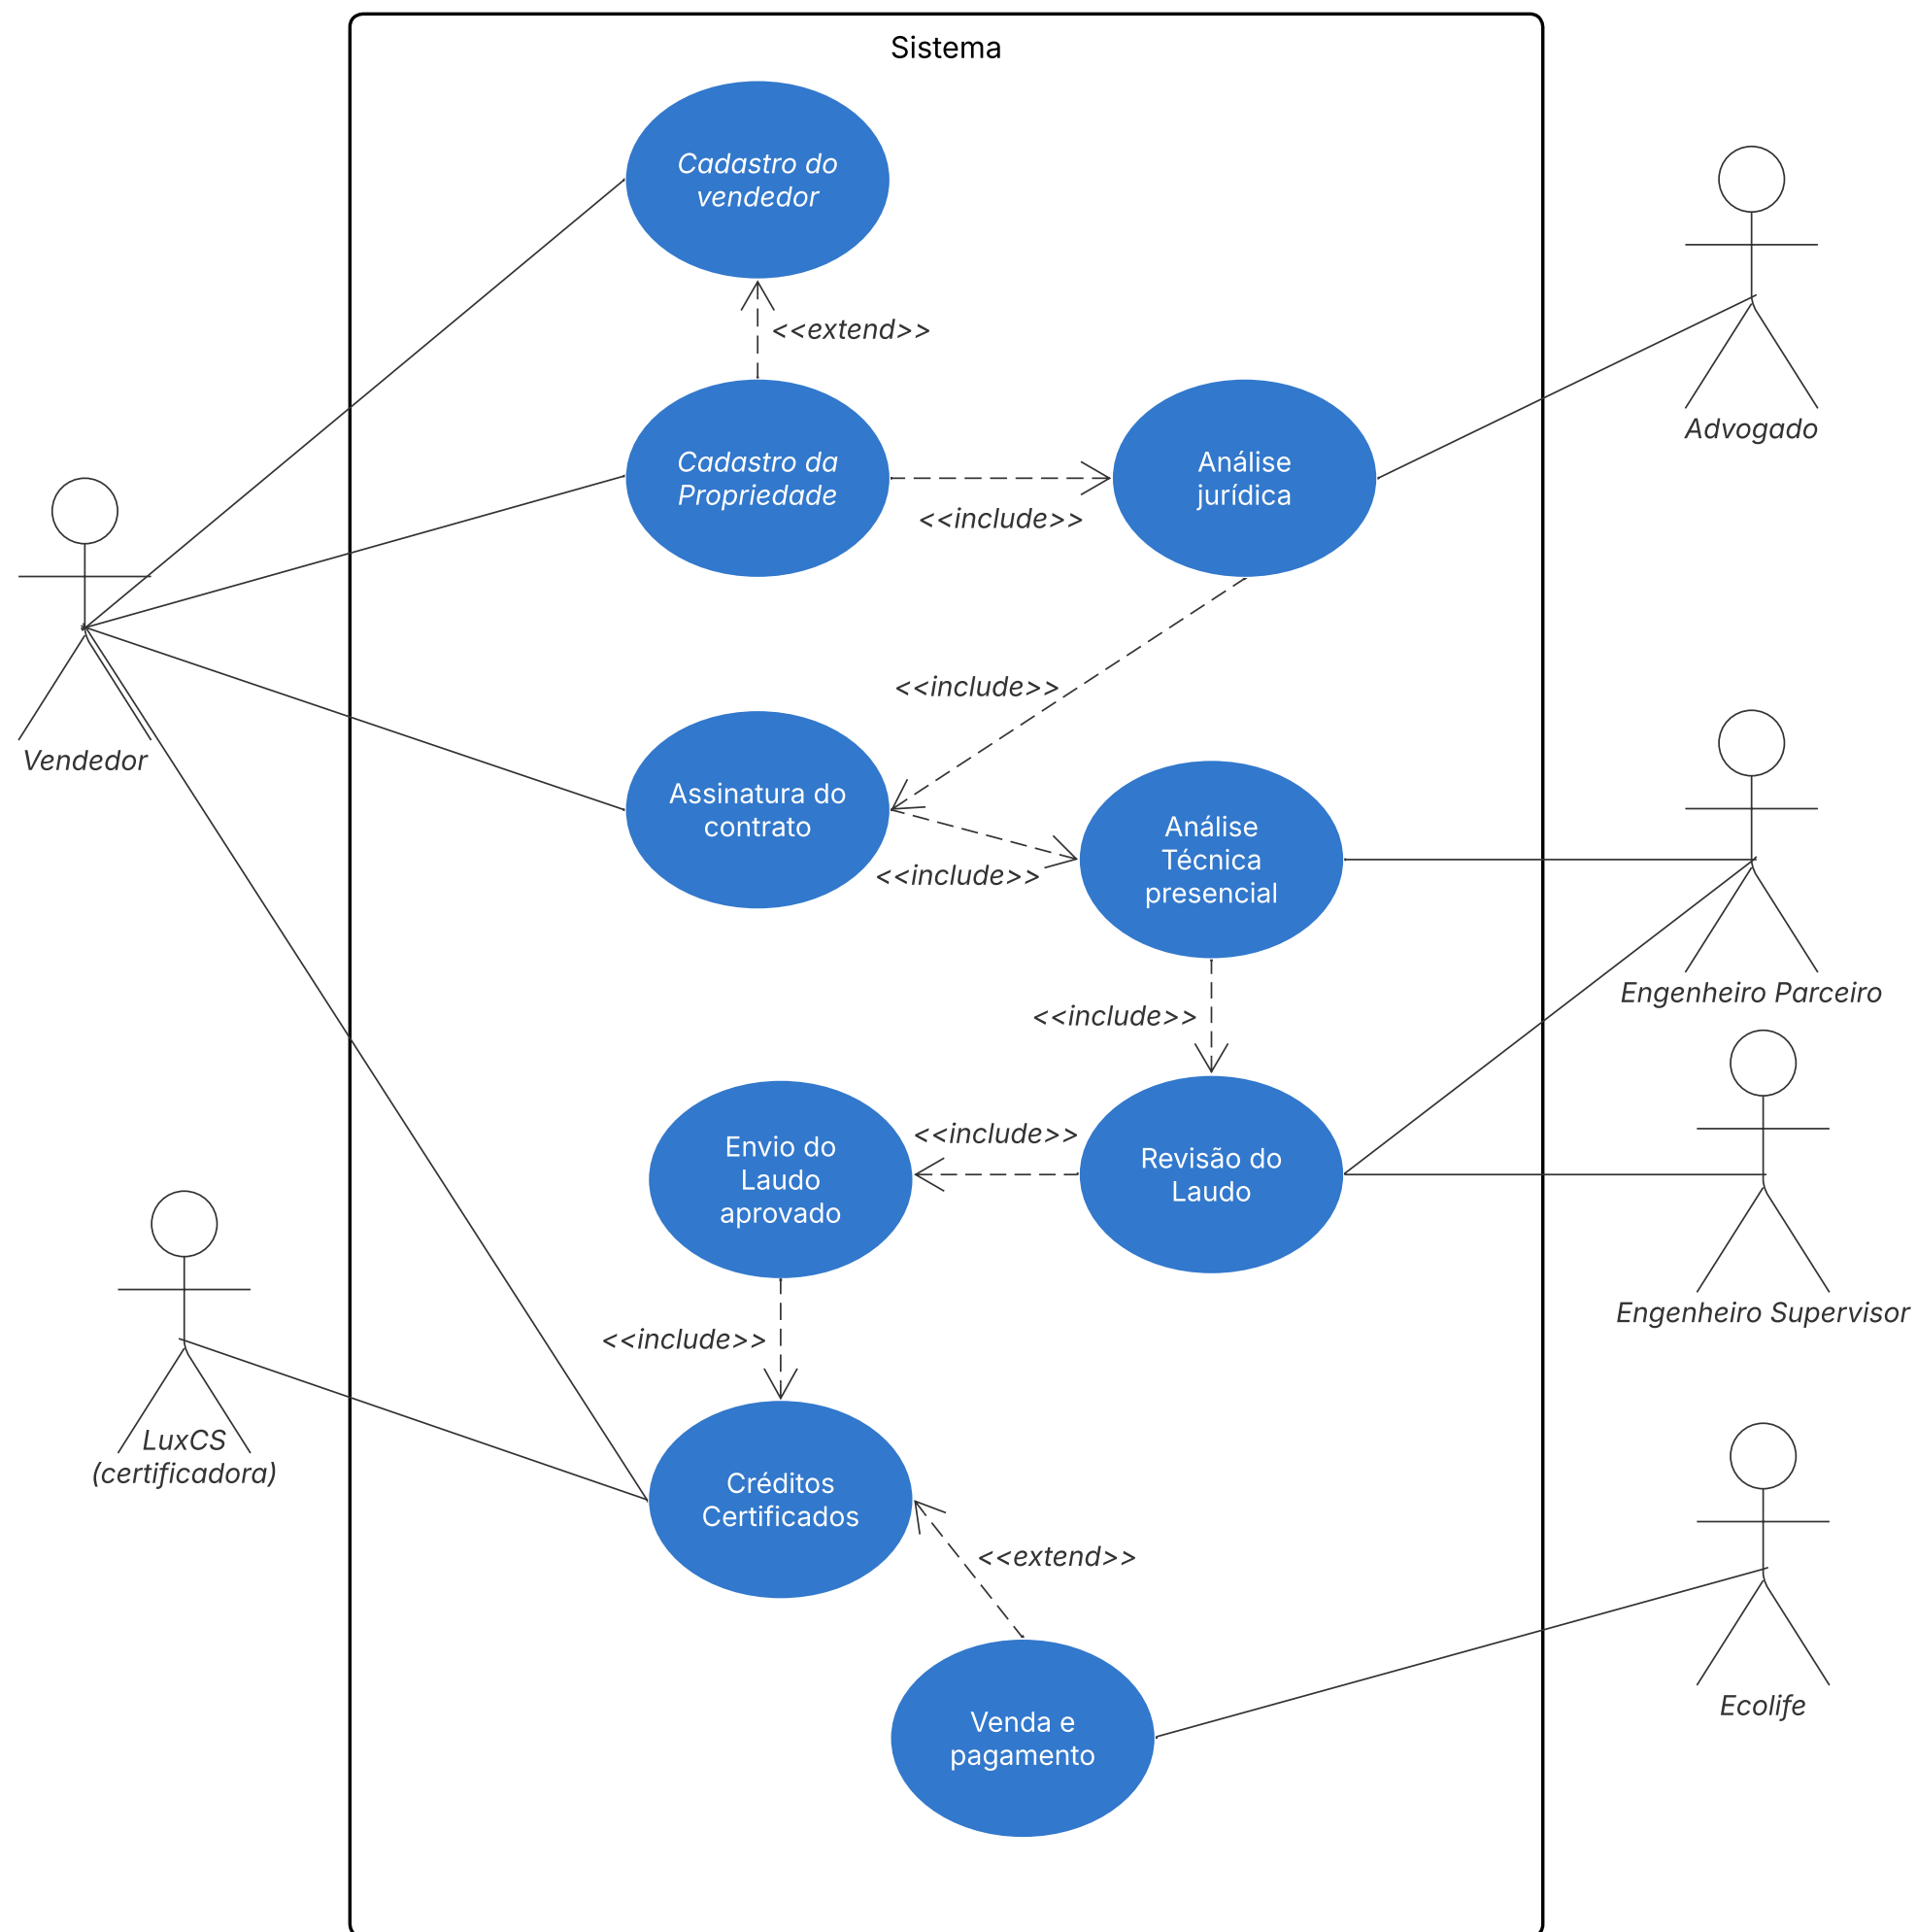 Sistema
Cadastro do
vendedor
<<extend>>
Advogado
Cadastro da
Propriedade
<<include>>
Análise
jurídica
Vendedor
<<include>>
Assinatura do
contrato
<<include>>
Análise
Técnica
presencial
Engenheiro Parceiro
<<include>>
Envio do
Laudo
aprovado
<<include>>
Revisão do
Laudo
Engenheiro Supervisor
<<include>>
LuxCS
(certificadora)
Créditos
Certificados
<<extend>>
Ecolife
Venda e
pagamento